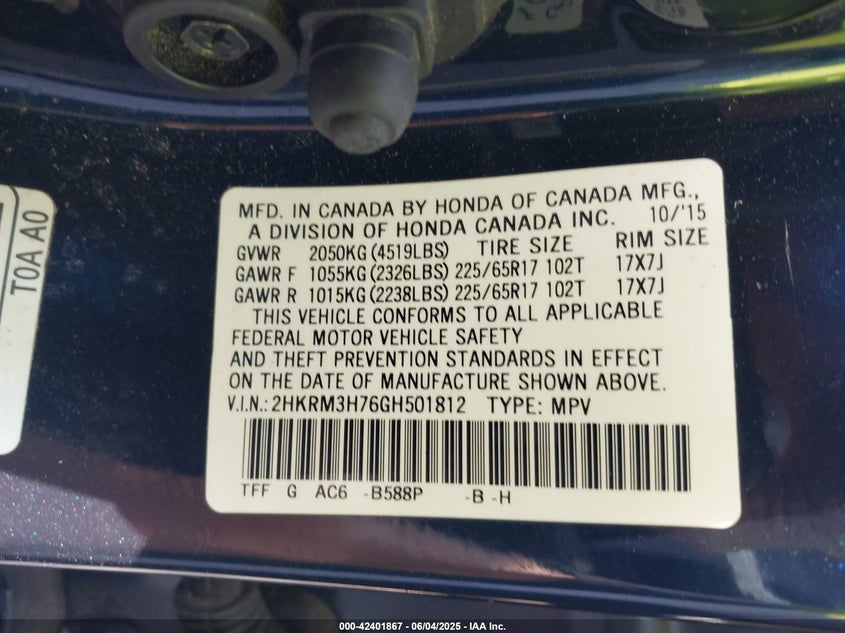 MFD. IN CANADA BY HONDA OF CANADA MFG.,
A DIVISION OF HONDA CANADA INC. 10/'15
GVWR 2050KG (4519LBS) TIRE SIZE RIM SIZE
GAWR F 1055KG (2326LBS) 225/65R17 102T 17X7J
GAWR R 1015KG (2238LBS) 225/65R17 102T 17X7J
THIS VEHICLE CONFORMS TO ALL APPLICABLE
FEDERAL MOTOR VEHICLE SAFETY
AND THEFT PREVENTION STANDARDS IN EFFECT
ON THE DATE OF MANUFACTURE SHOWN ABOVE.
V.I.N.: 2HKRM3H76GH501812 TYPE: MPV
TFF G AC6 -B588P -B -H
T0A A0
000-42401867 - 06/04/2025 - IAA Inc.